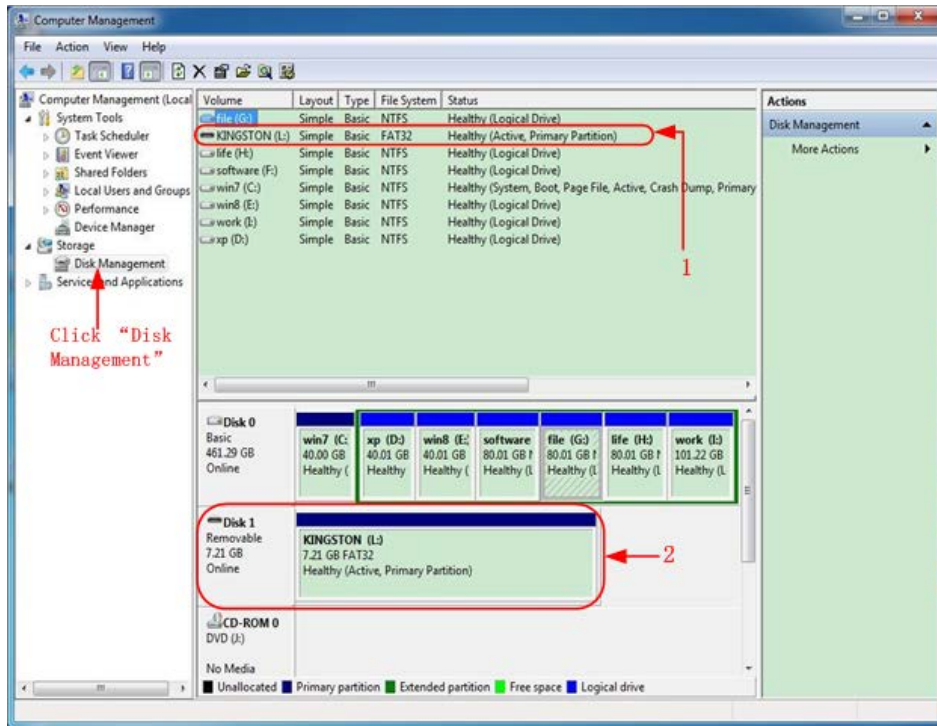 Computer Management
File Action View Help
Computer Management (Local
System Tools
Task Scheduler
Event Viewer
Shared Folders
Local Users and Groups
Performance
Device Manager
Storage
Disk Management
Services and Applications
Click “Disk
Management”
Volume Layout Type File System Status
file (G:) Simple Basic NTFS Healthy (Logical Drive)
KINGSTON (L:) Simple Basic FAT32 Healthy (Active, Primary Partition)
life (H:) Simple Basic NTFS Healthy (Logical Drive)
software (F:) Simple Basic NTFS Healthy (Logical Drive)
win7 (C:) Simple Basic NTFS Healthy (System, Boot, Page File, Active, Crash Dump, Primary
win8 (E:) Simple Basic NTFS Healthy (Logical Drive)
work (I:) Simple Basic NTFS Healthy (Logical Drive)
xp (D:) Simple Basic NTFS Healthy (Logical Drive)
1
Actions
Disk Management
More Actions
Disk 0
Basic
461.29 GB
Online
win7 (C: xp (D:) win8 (E: software file (G:) life (H:) work (I:)
40.00 GB 40.01 GB 40.01 GB 80.01 GB N 80.01 GB N 80.01 GB N 101.22 GB
Healthy ( Healthy Healthy ( Healthy (L Healthy (L Healthy (L Healthy (L
Disk 1
Removable
7.21 GB
Online
KINGSTON (L:)
7.21 GB FAT32
Healthy (Active, Primary Partition)
2
CD-ROM 0
DVD (J:)
No Media
Unallocated Primary partition Extended partition Free space Logical drive